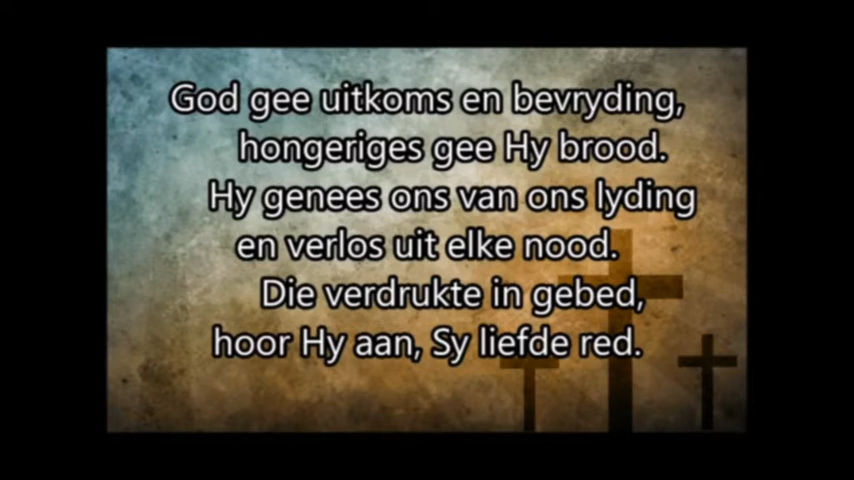 God gee uitkoms en bevryding,
hongeriges gee Hy brood.
Hy genees ons van ons lyding
en verlos uit elke nood.
Die verdrukte in gebed,
hoor Hy aan, Sy liefde red.